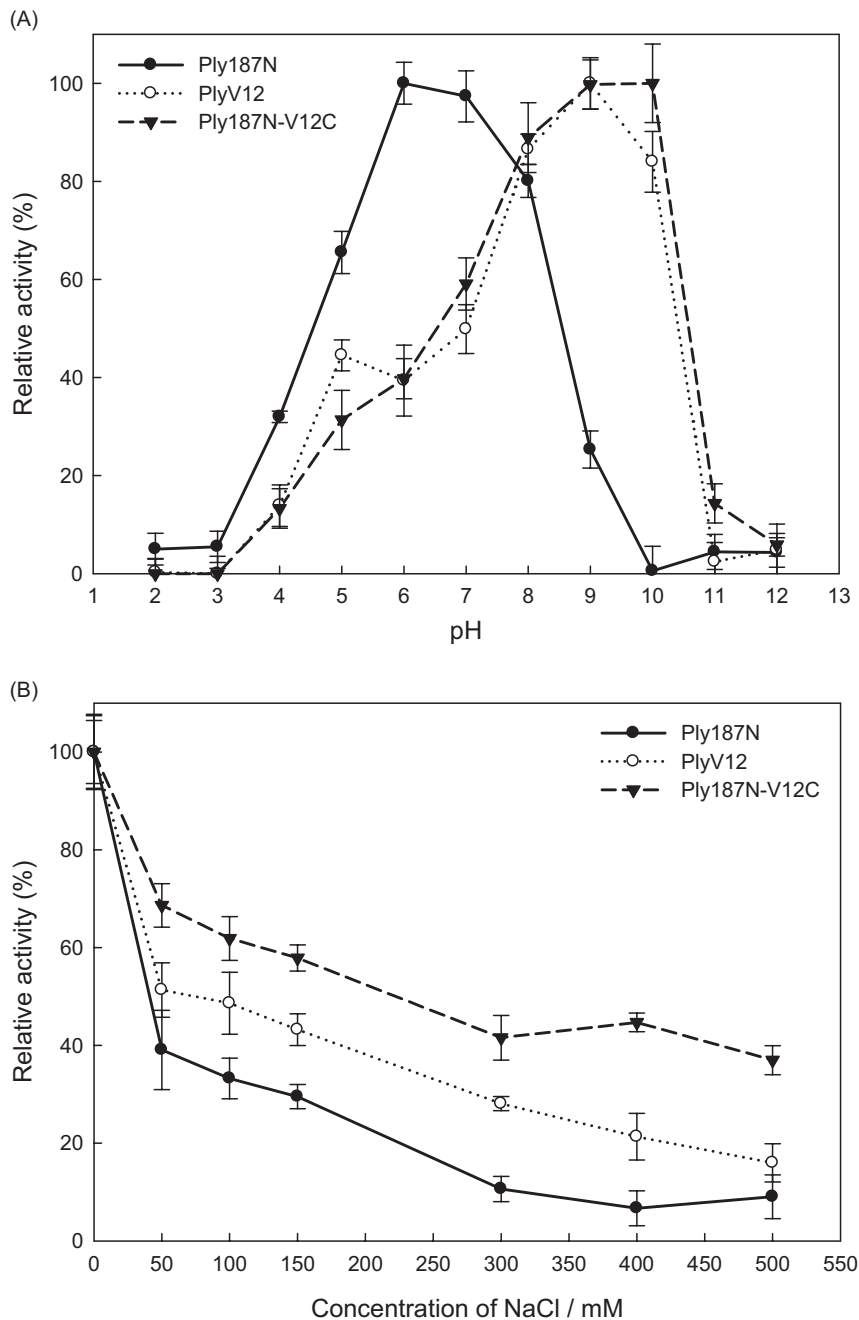 (A)
Ply187N
PlyV12
Ply187N-V12C
Relative activity (%)
100
80
60
40
20
0
1 2 3 4 5 6 7 8 9 10 11 12 13
pH
(B)
Ply187N
PlyV12
Ply187N-V12C
Relative activity (%)
100
80
60
40
20
0
0 50 100 150 200 250 300 350 400 450 500
Concentration of NaCl / mM